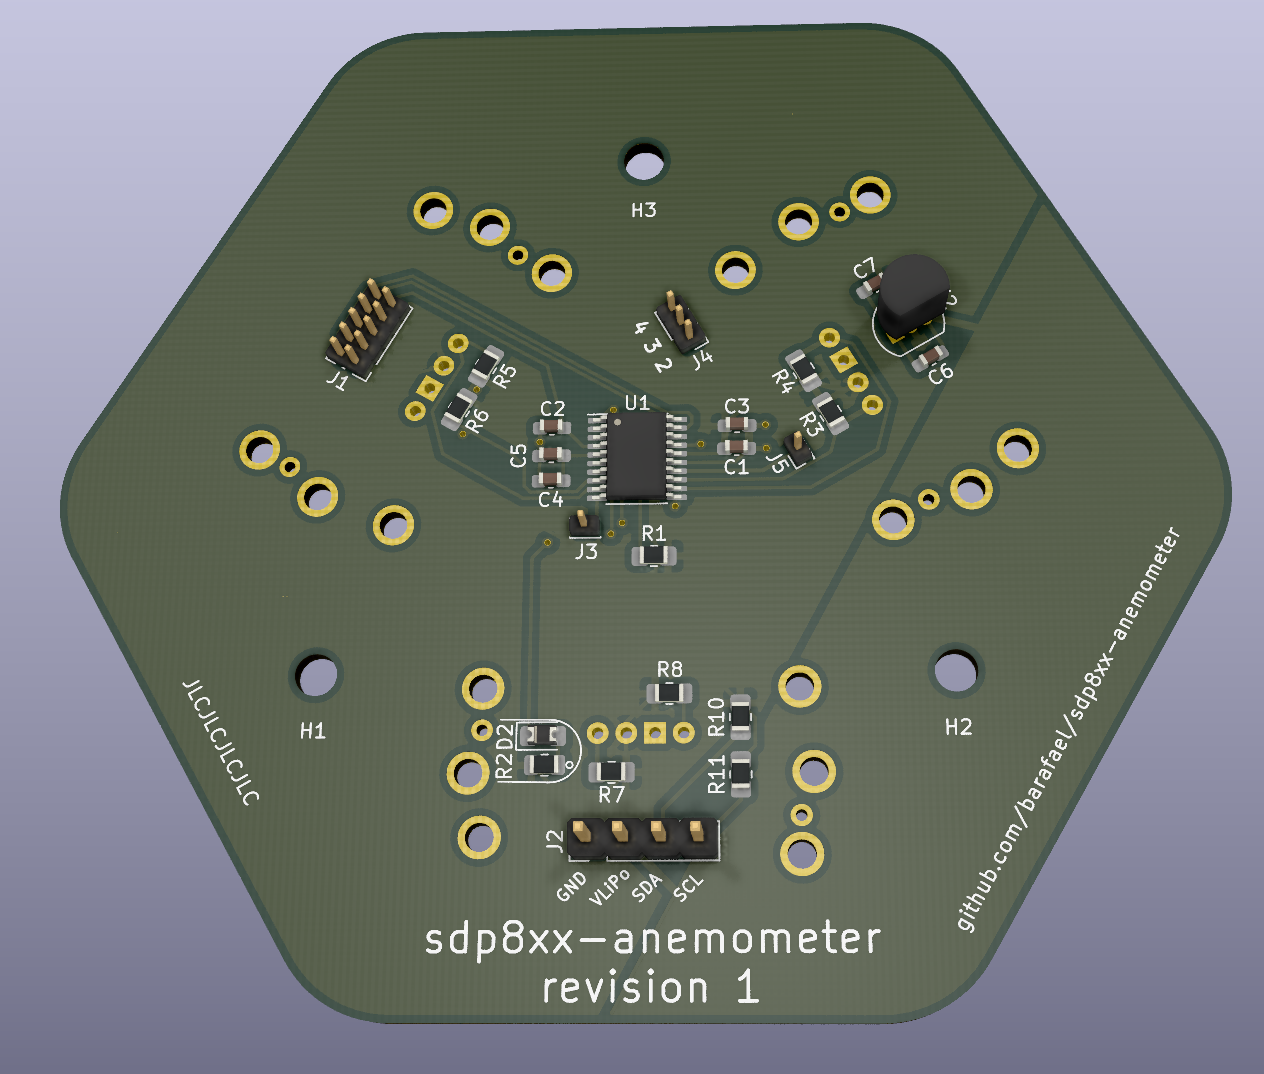 H3
C7
J1
R5
R6
4
3
2
J4
R4
R3
C6
C2
U1
C3
C5
C1
J5
C4
J3
R1
JLCJLCJLCJLC
H1
H2
github.com/barafael/sdp8xx-anemometer
R8
D2
R2
R10
R11
R7
J2
GND
VLiPo
SDA
SCL
sdp8xx-anemometer
revision 1